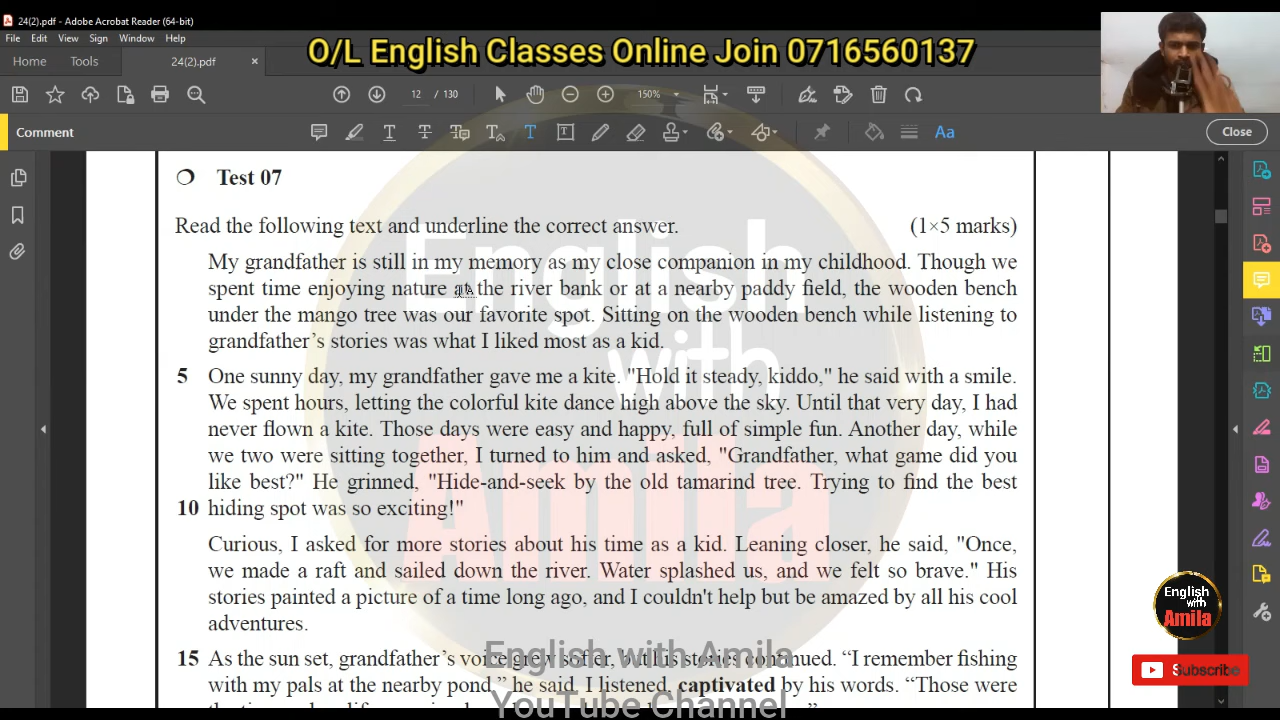 24(2).pdf - Adobe Acrobat Reader (64-bit)
File Edit View Sign Window Help
O/L English Classes Online Join 0716560137
Home Tools 24(2).pdf ×
12 / 130 150%
Comment
Close
Test 07
Read the following text and underline the correct answer. (1×5 marks)
My grandfather is still in my memory as my close companion in my childhood. Though we
spent time enjoying nature at the river bank or at a nearby paddy field, the wooden bench
under the mango tree was our favorite spot. Sitting on the wooden bench while listening to
grandfather's stories was what I liked most as a kid.
5 One sunny day, my grandfather gave me a kite. "Hold it steady, kiddo," he said with a smile.
We spent hours, letting the colorful kite dance high above the sky. Until that very day, I had
never flown a kite. Those days were easy and happy, full of simple fun. Another day, while
we two were sitting together, I turned to him and asked, "Grandfather, what game did you
like best?" He grinned, "Hide-and-seek by the old tamarind tree. Trying to find the best
10 hiding spot was so exciting!"
Curious, I asked for more stories about his time as a kid. Leaning closer, he said, "Once,
we made a raft and sailed down the river. Water splashed us, and we felt so brave." His
stories painted a picture of a time long ago, and I couldn't help but be amazed by all his cool
adventures.
15 As the sun set, grandfather's voice grew softer, but his stories continued. “I remember fishing
with my pals at the nearby pond,” he said. I listened, captivated by his words. “Those were
English with Amila
English with Amila
YouTube Channel
English with Amila
Subscribe